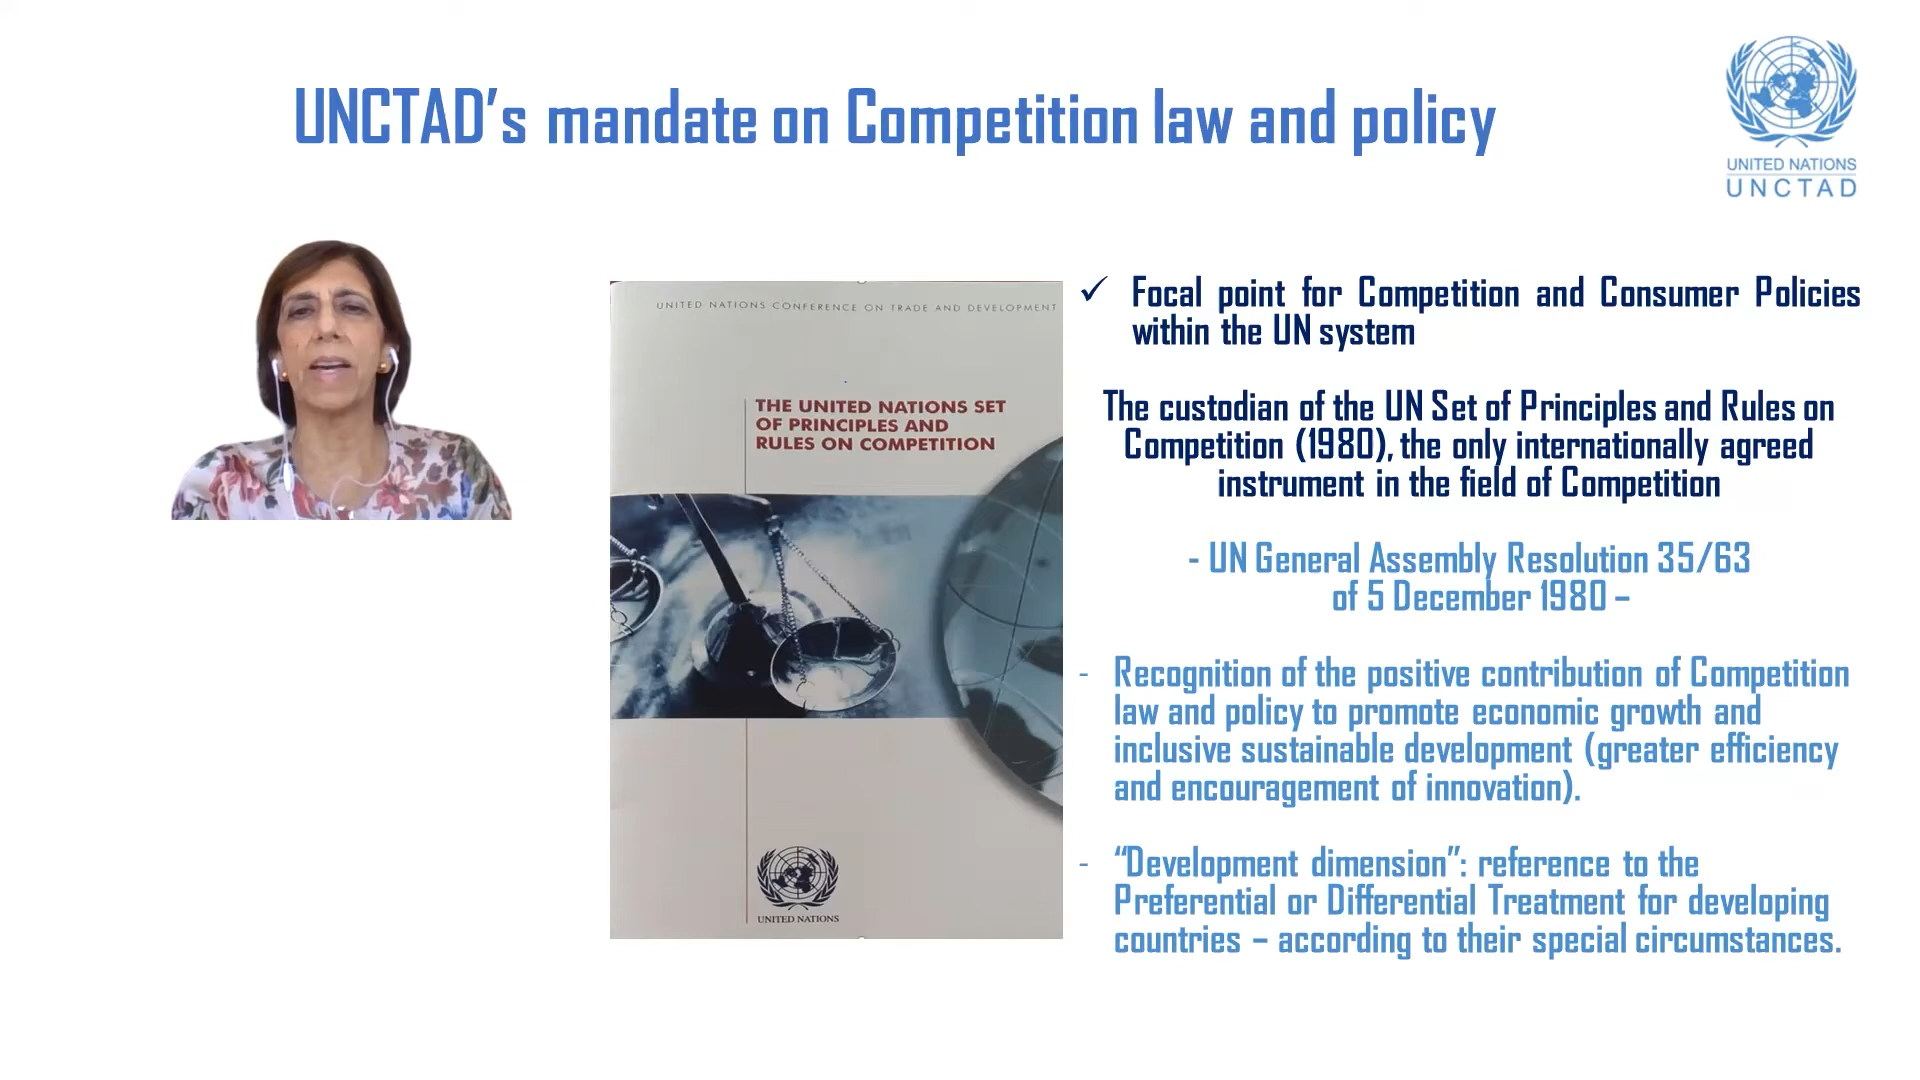 UNCTAD’s mandate on Competition law and policy
UNITED NATIONS
UNCTAD
UNITED NATIONS CONFERENCE ON TRADE AND DEVELOPMENT
THE UNITED NATIONS SET
OF PRINCIPLES AND
RULES ON COMPETITION
UNITED NATIONS
✓ Focal point for Competition and Consumer Policies
within the UN system
The custodian of the UN Set of Principles and Rules on
Competition (1980), the only internationally agreed
instrument in the field of Competition
- UN General Assembly Resolution 35/63
of 5 December 1980 –
- Recognition of the positive contribution of Competition
law and policy to promote economic growth and
inclusive sustainable development (greater efficiency
and encouragement of innovation).
- “Development dimension”: reference to the
Preferential or Differential Treatment for developing
countries – according to their special circumstances.